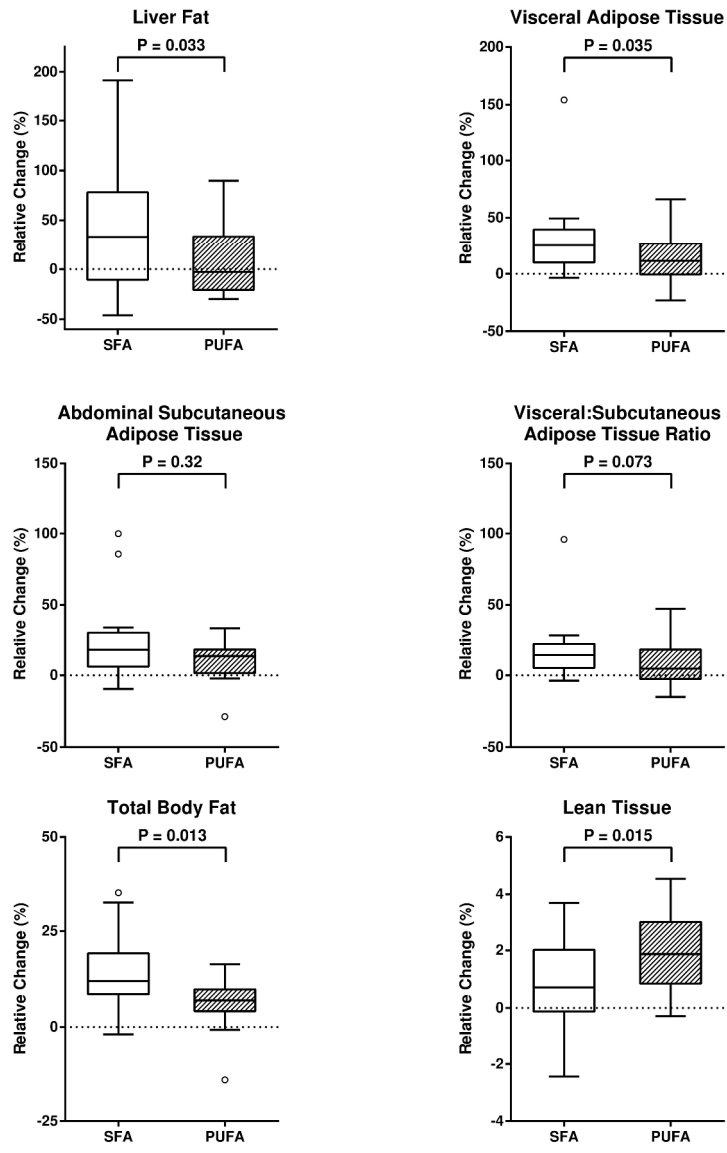 Liver Fat
P = 0.033
Relative Change (%)
200
150
100
50
0
-50
SFA PUFA
Visceral Adipose Tissue
P = 0.035
Relative Change (%)
200
150
100
50
0
-50
SFA PUFA
Abdominal Subcutaneous
Adipose Tissue
P = 0.32
Relative Change (%)
150
100
50
0
-50
SFA PUFA
Visceral:Subcutaneous
Adipose Tissue Ratio
P = 0.073
Relative Change (%)
150
100
50
0
-50
SFA PUFA
Total Body Fat
P = 0.013
Relative Change (%)
50
25
0
-25
SFA PUFA
Lean Tissue
P = 0.015
Relative Change (%)
6
4
2
0
-2
-4
SFA PUFA